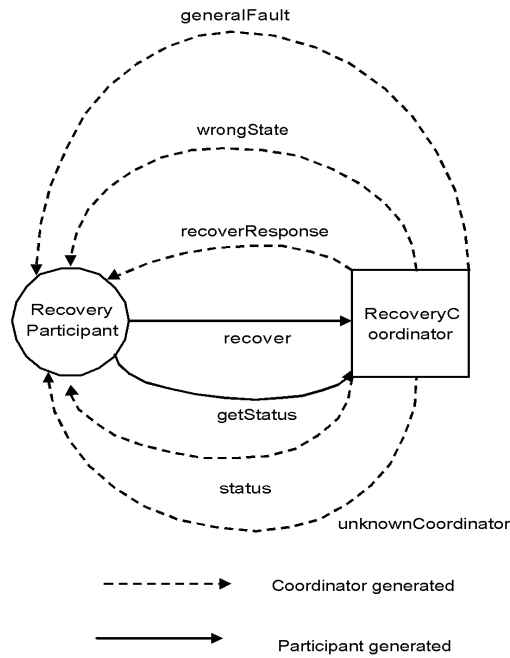 generalFault
wrongState
recoverResponse
Recovery
Participant
RecoveryC
oordinator
recover
getStatus
status
unknownCoordinator
Coordinator generated
Participant generated